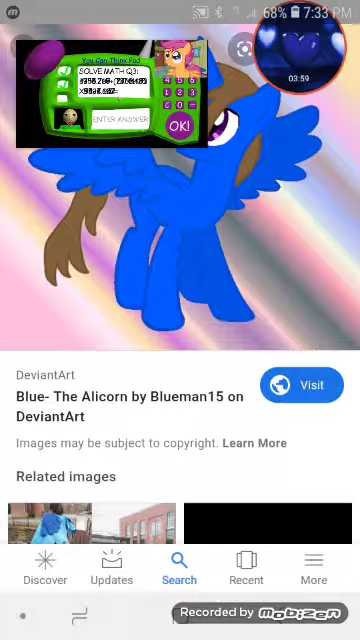 68% 7:33 PM
03:59
You Can Think Pad
SOLVE MATH Q3:
ENTER ANSWER
OK!
DeviantArt
Blue- The Alicorn by Blueman15 on
DeviantArt
Visit
Images may be subject to copyright. Learn More
Related images
Discover
Updates
Search
Recent
More
Recorded by mobizen